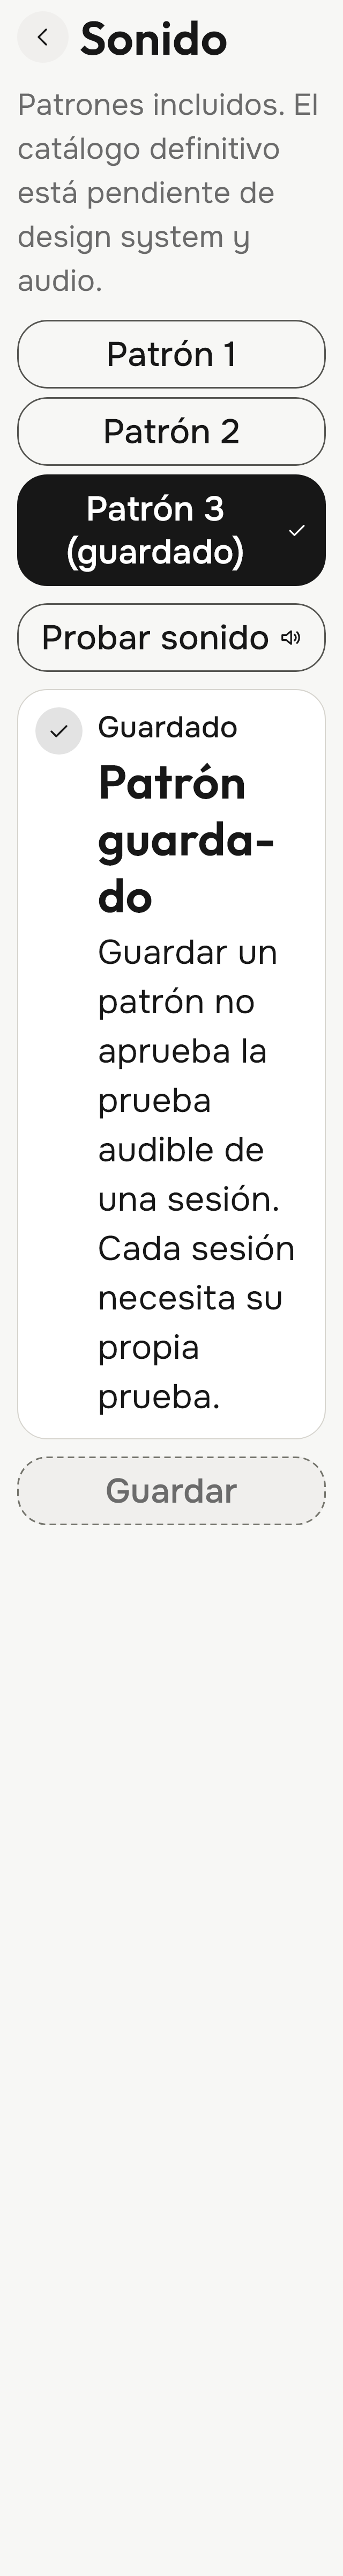 Sonido
Patrones incluidos. El
catálogo definitivo
está pendiente de
design system y
audio.
Patrón 1
Patrón 2
Patrón 3
(guardado)
Probar sonido
Guardado
Patrón
guarda-
do
Guardar un
patrón no
aprueba la
prueba
audible de
una sesión.
Cada sesión
necesita su
propia
prueba.
Guardar